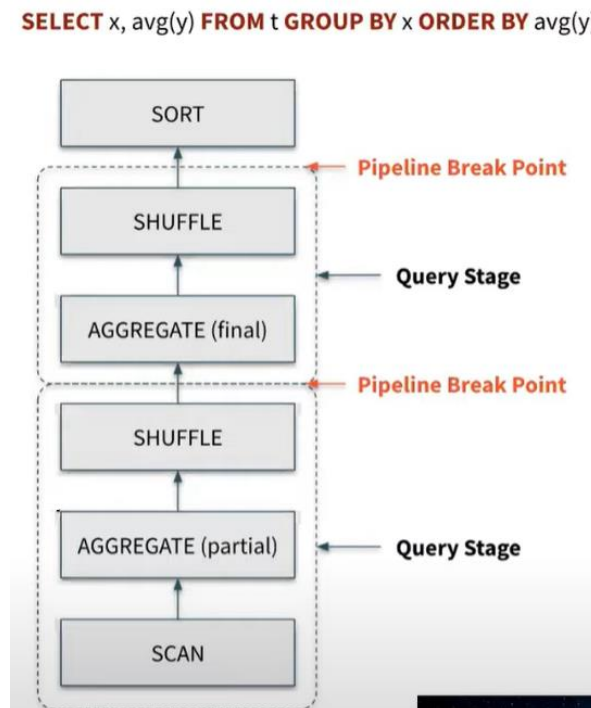 SELECT x, avg(y) FROM t GROUP BY x ORDER BY avg(y)
SORT
Pipeline Break Point
SHUFFLE
Query Stage
AGGREGATE (final)
Pipeline Break Point
SHUFFLE
AGGREGATE (partial)
Query Stage
SCAN